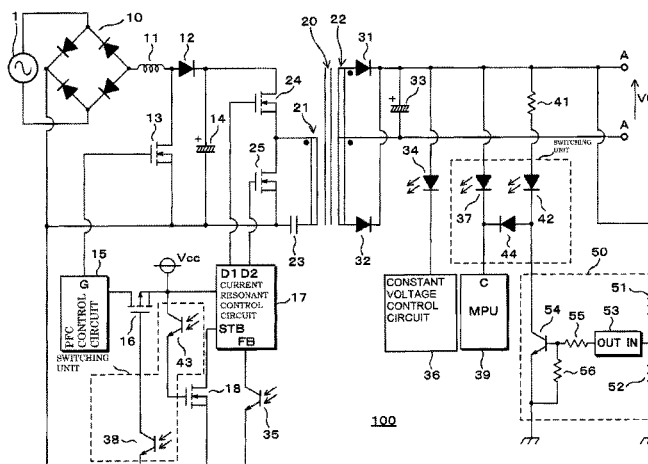 1
10
11
12
20
22
31
A
24
33
41
V
13
14
21
A
25
34
SWITCHING
UNIT
37
42
44
23
32
50
Vcc
15
G
PFC
CONTROL
CIRCUIT
D1 D2
CURRENT
RESONANT
CONTROL
CIRCUIT
STB
FB
17
CONSTANT
VOLTAGE
CONTROL
CIRCUIT
C
MPU
51
54
55
53
OUT IN
16
SWITCHING
UNIT
43
18
56
52
36
39
38
35
100